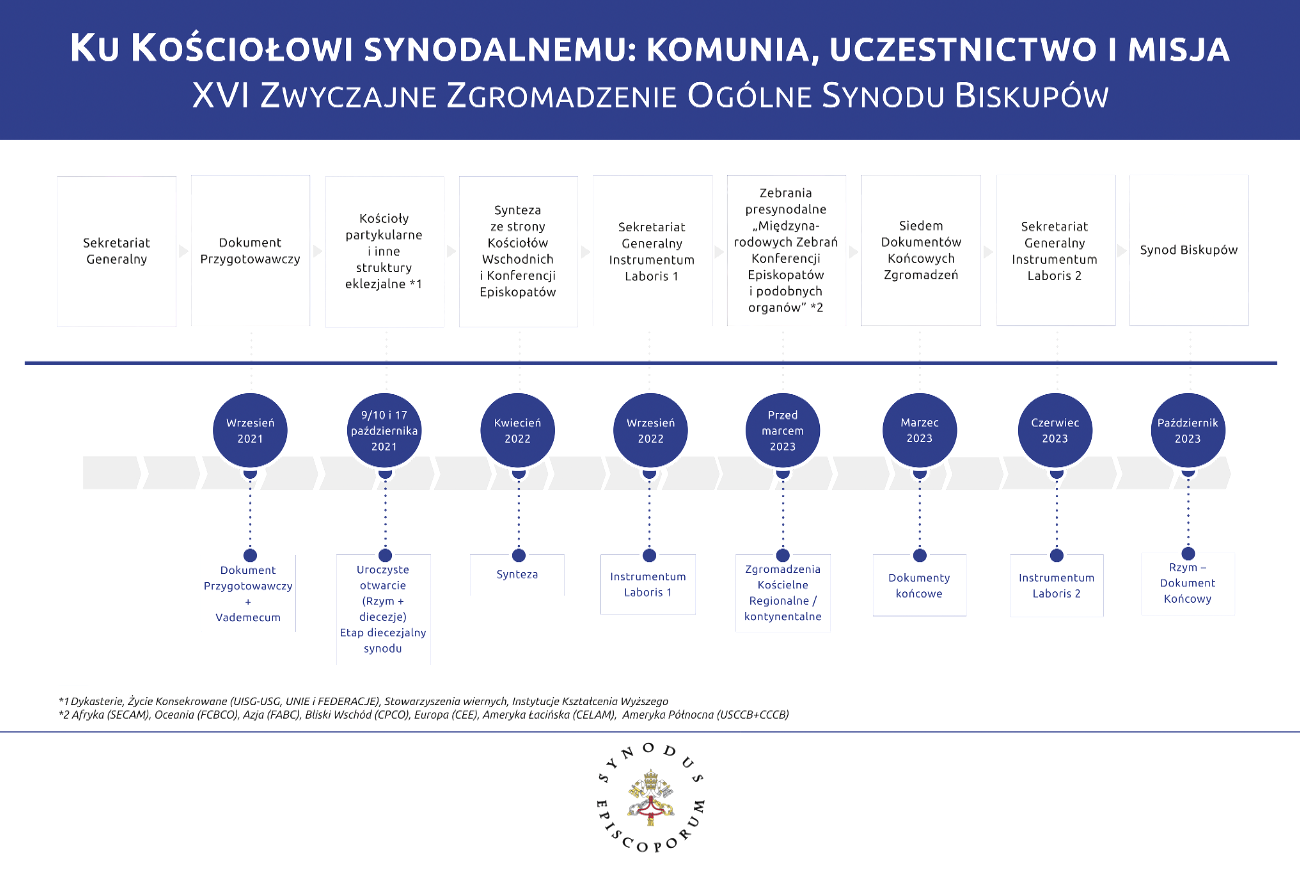 KU KOŚCIOŁOWI SYNODALNEMU: KOMUNIA, UCZESTNICTWO I MISJA
XVI ZWYCZAJNE ZGROMADZENIE OGÓLNE SYNODU BISKUPÓW
Sekretariat
Generalny
Dokument
Przygotowawczy
Kościoły
partykularne
i inne
struktury
eklezjalne *1
Synteza
ze strony
Kościołów
Wschodnich
i Konferencji
Episkopatów
Sekretariat
Generalny
Instrumentum
Laboris 1
Zebrania
presynodalne
„Międzyna-
rodowych Zebrań
Konferencji
Episkopatów
i podobnych
organów” *2
Siedem
Dokumentów
Końcowych
Zgromadzeń
Sekretariat
Generalny
Instrumentum
Laboris 2
Synod Biskupów
Wrzesień
2021
9/10 i 17
października
2021
Kwiecień
2022
Wrzesień
2022
Przed
marcem
2023
Marzec
2023
Czerwiec
2023
Październik
2023
Dokument
Przygotowawczy
+
Vademecum
Uroczyste
otwarcie
(Rzym +
diecezje)
Etap diecezjalny
synodu
Synteza
Instrumentum
Laboris 1
Zgromadzenia
Kościelne
Regionalne /
kontynentalne
Dokumenty
końcowe
Instrumentum
Laboris 2
Rzym –
Dokument
Końcowy
*1 Dykasterie, Życie Konsekrowane (UISG-USG, UNIE i FEDERACJE), Stowarzyszenia wiernych, Instytucje Kształcenia Wyższego
*2 Afryka (SECAM), Oceania (FCBCO), Azja (FABC), Bliski Wschód (CPCO), Europa (CEE), Ameryka Łacińska (CELAM), Ameryka Północna (USCCB+CCCB)
SYNODUS
EPISCOPORUM